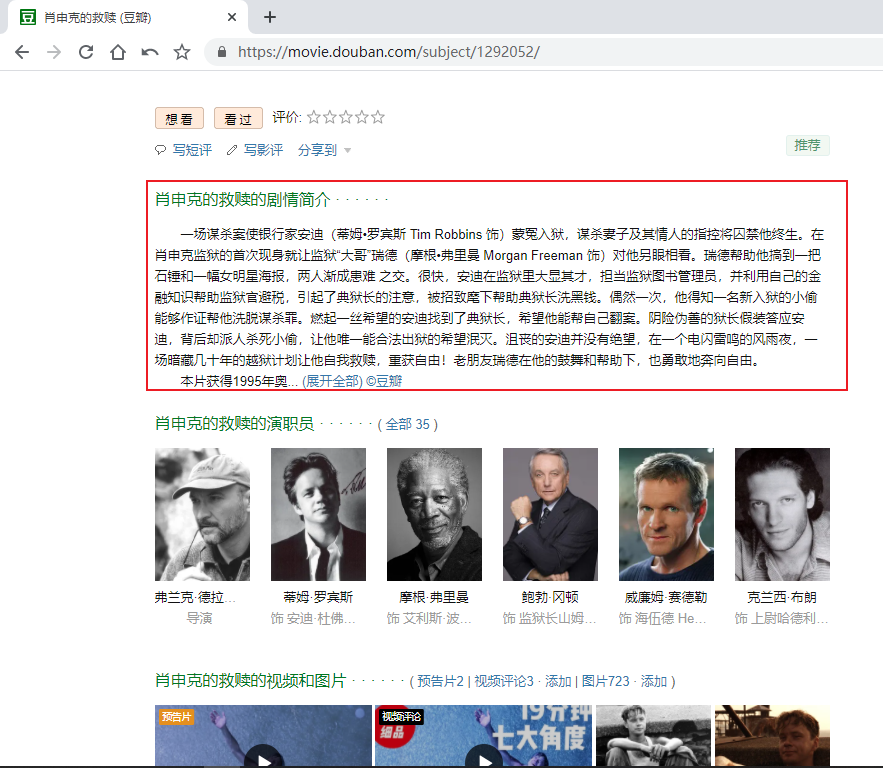 肖申克的救赎 (豆瓣)
https://movie.douban.com/subject/1292052/
想看 看过 评价:
写短评 写影评 分享到
推荐
肖申克的救赎的剧情简介 · · · · · ·
一场谋杀案使银行家安迪（蒂姆•罗宾斯 Tim Robbins 饰）蒙冤入狱，谋杀妻子及其情人的指控将囚禁他终生。在
肖申克监狱的首次现身就让监狱“大哥”瑞德（摩根•弗里曼 Morgan Freeman 饰）对他另眼相看。瑞德帮助他搞到一把
石锤和一幅女明星海报，两人渐成患难 之交。很快，安迪在监狱里大显其才，担当监狱图书管理员，并利用自己的金
融知识帮助监狱官避税，引起了典狱长的注意，被招致麾下帮助典狱长洗黑钱。偶然一次，他得知一名新入狱的小偷
能够作证帮他洗脱谋杀罪。燃起一丝希望的安迪找到了典狱长，希望他能帮自己翻案。阴险伪善的狱长假装答应安
迪，背后却派人杀死小偷，让他唯一能合法出狱的希望泯灭。沮丧的安迪并没有绝望，在一个电闪雷鸣的风雨夜，一
场暗藏几十年的越狱计划让他自我救赎，重获自由！老朋友瑞德在他的鼓舞和帮助下，也勇敢地奔向自由。
本片获得1995年奥... (展开全部) ©豆瓣
肖申克的救赎的演职员 · · · · · · ( 全部 35 )
弗兰克·德拉... 蒂姆·罗宾斯 摩根·弗里曼 鲍勃·冈顿 威廉姆·赛德勒 克兰西·布朗
导演 饰 安迪·杜佛... 饰 艾利斯·波... 饰 监狱长山姆... 饰 海伍德 He... 饰 上尉哈德利...
肖申克的救赎的视频和图片 · · · · · · ( 预告片2 | 视频评论3 · 添加 | 图片723 · 添加 )
预告片
视频评论
细品
19分钟
七大角度